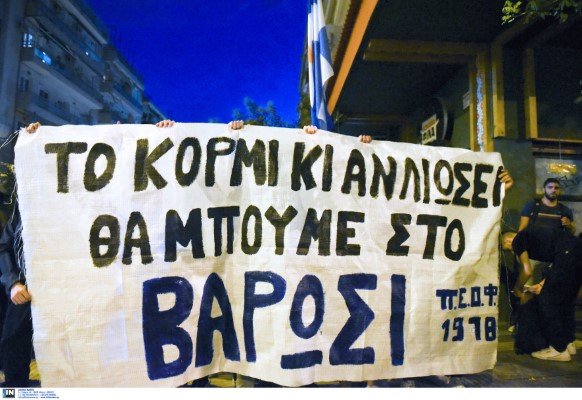 ΤΟ ΚΟΡΜΙ ΚΙ ΑΝ ΛΙΩΣΕΙ
ΘΑ ΜΠΟΥΜΕ ΣΤΟ
ΒΑΡΩΣΙ
Π.Ε.Ο.Φ.
1978